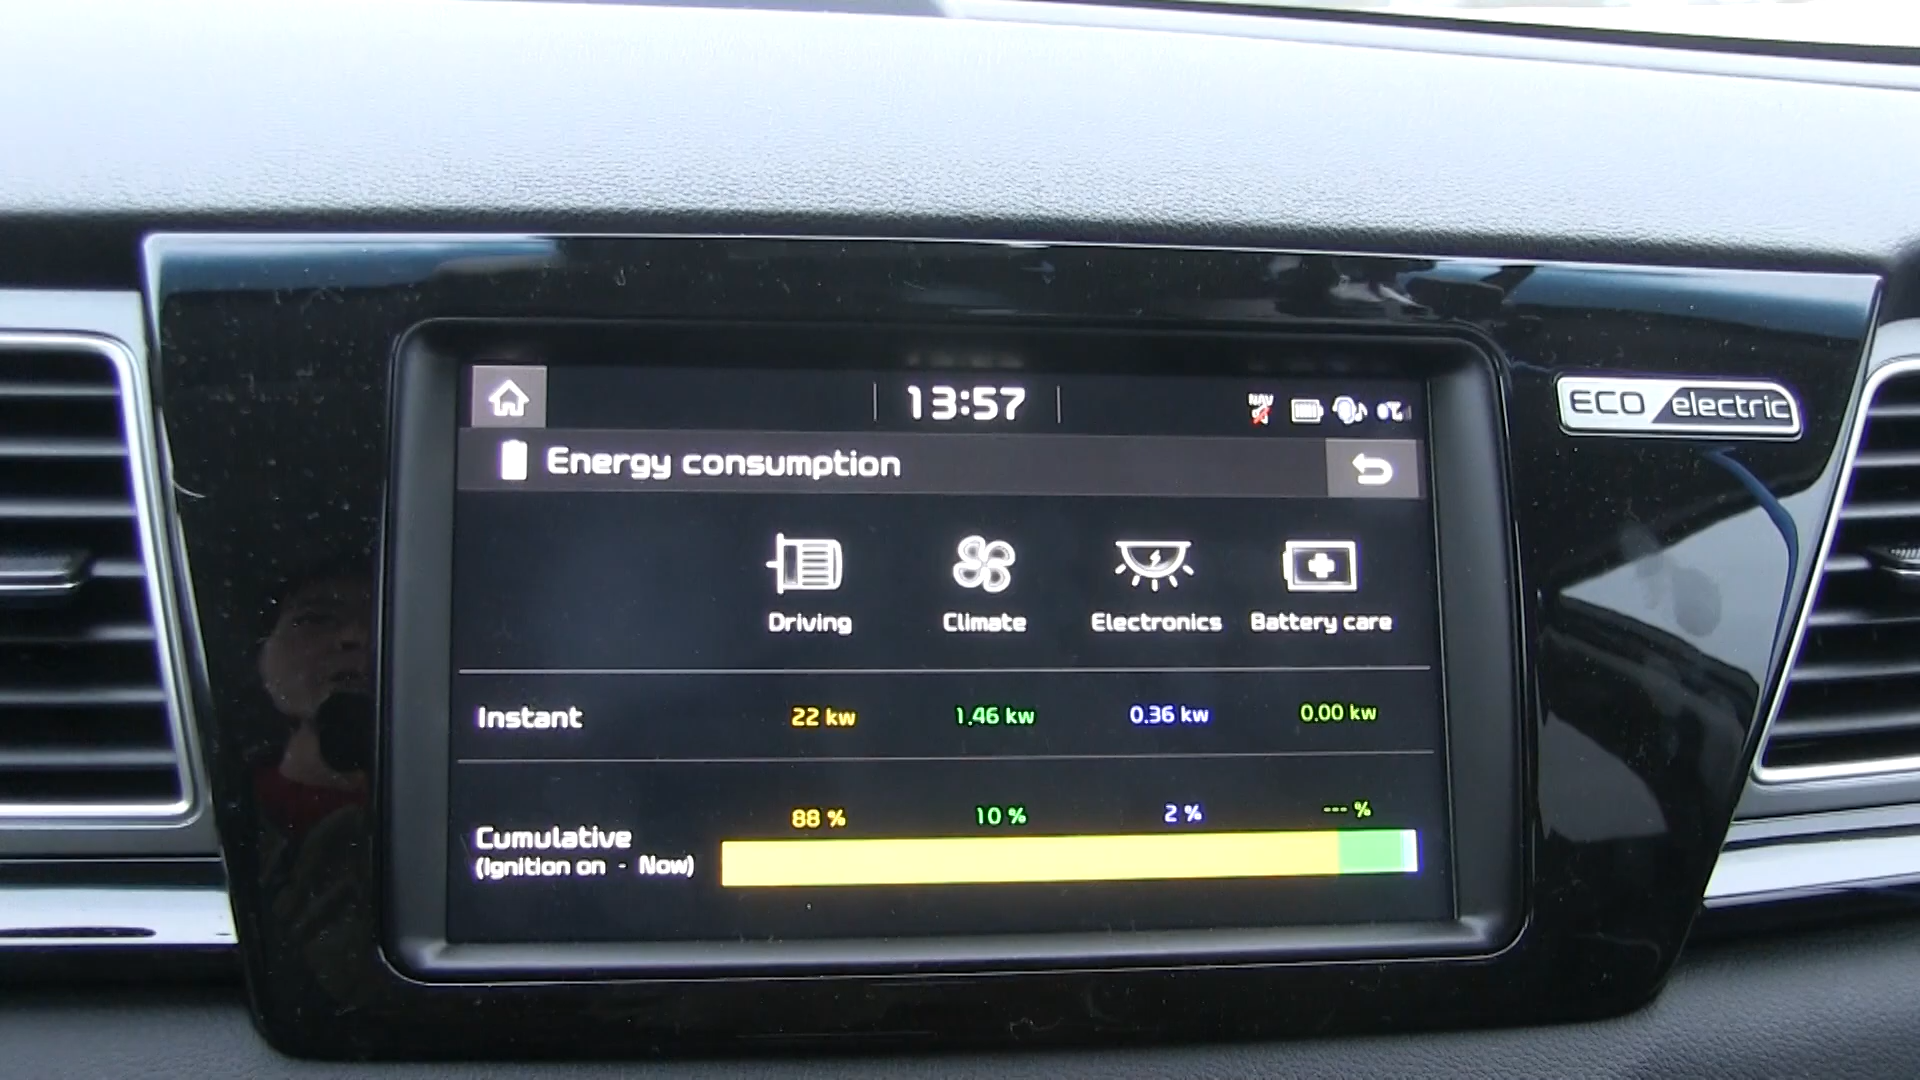 13:57
NAV
ECO electric
Energy consumption
Driving Climate Electronics Battery care
Instant 22 kw 1.46 kw 0.36 kw 0.00 kw
88 % 10 % 2 % --- %
Cumulative
(Ignition on - Now)